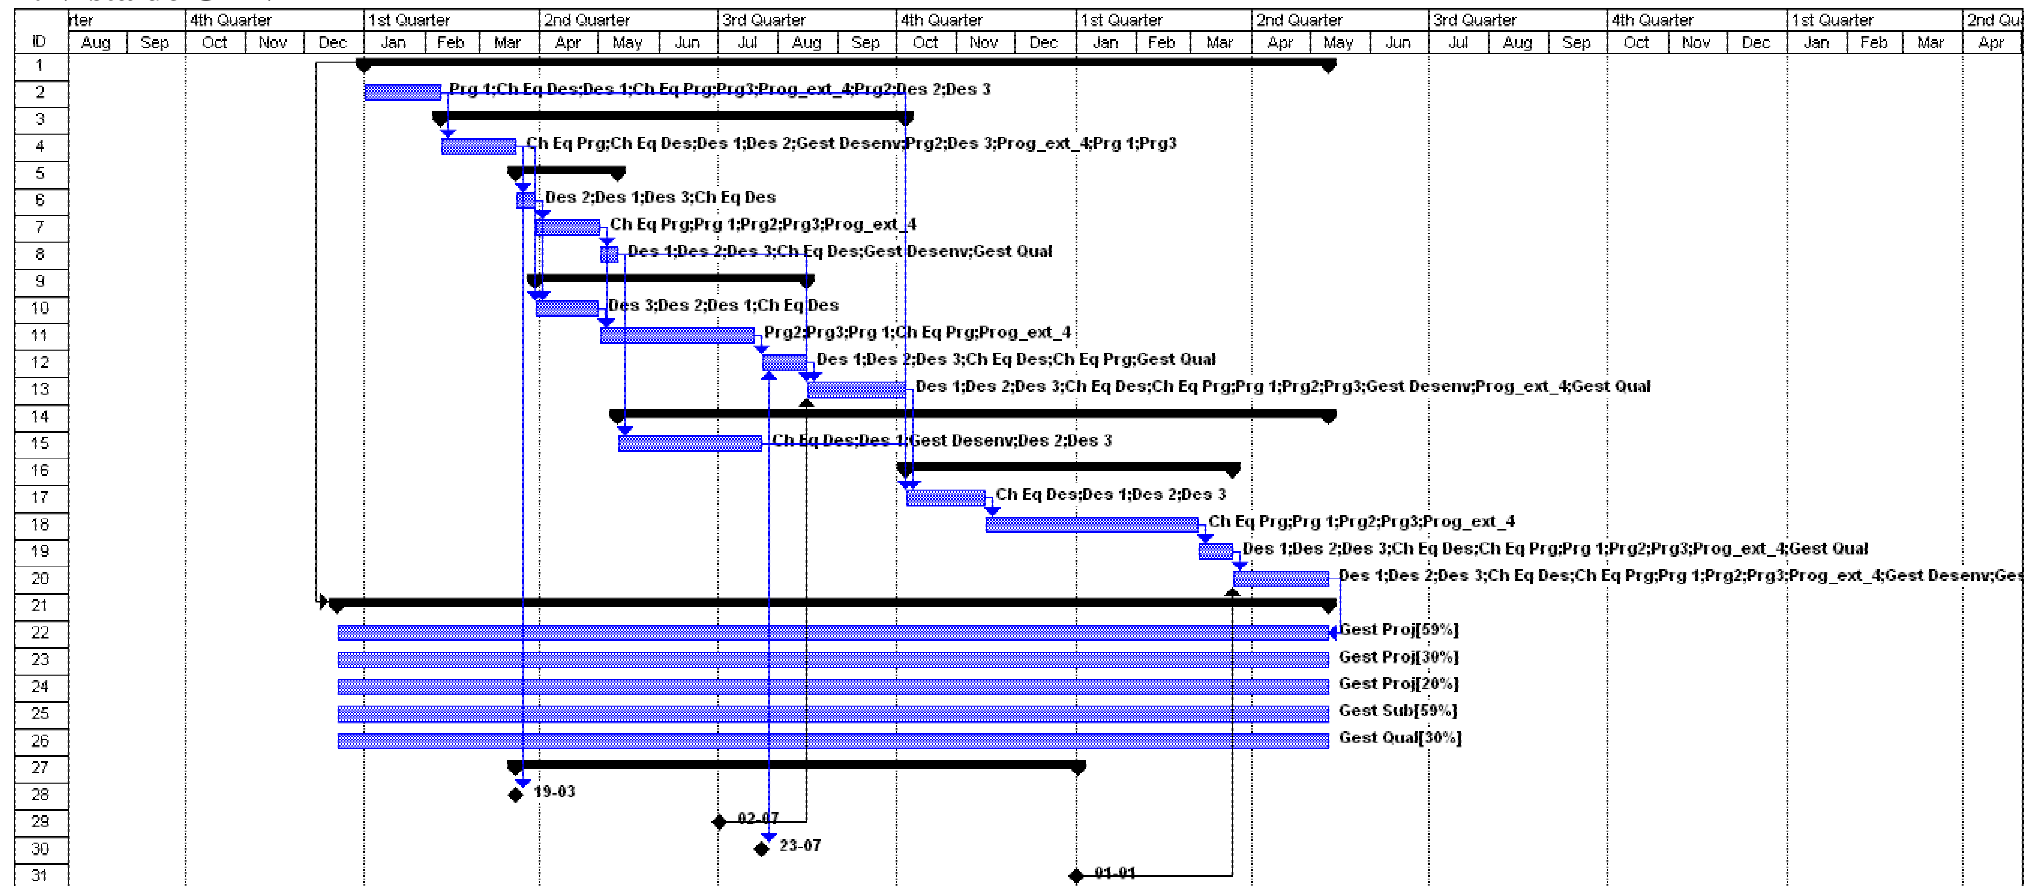 rter 4th Quarter 1st Quarter 2nd Quarter 3rd Quarter 4th Quarter 1st Quarter 2nd Quarter 3rd Quarter 4th Quarter 1st Quarter 2nd Qu
ID Aug Sep Oct Nov Dec Jan Feb Mar Apr May Jun Jul Aug Sep Oct Nov Dec Jan Feb Mar Apr May Jun Jul Aug Sep Oct Nov Dec Jan Feb Mar Apr
1
2 Prg 1;Ch Eq Des;Des 1;Ch Eq Prg;Prg3;Prog_ext_4;Prg2;Des 2;Des 3
3
4 Ch Eq Prg;Ch Eq Des;Des 1;Des 2;Gest Desenv;Prg2;Des 3;Prog_ext_4;Prg 1;Prg3
5
6 Des 2;Des 1;Des 3;Ch Eq Des
7 Ch Eq Prg;Prg 1;Prg2;Prg3;Prog_ext_4
8 Des 1;Des 2;Des 3;Ch Eq Des;Gest Desenv;Gest Qual
9
10 Des 3;Des 2;Des 1;Ch Eq Des
11 Prg2;Prg3;Prg 1;Ch Eq Prg;Prog_ext_4
12 Des 1;Des 2;Des 3;Ch Eq Des;Ch Eq Prg;Gest Qual
13 Des 1;Des 2;Des 3;Ch Eq Des;Ch Eq Prg;Prg 1;Prg2;Prg3;Gest Desenv;Prog_ext_4;Gest Qual
14
15 Ch Eq Des;Des 1;Gest Desenv;Des 2;Des 3
16
17 Ch Eq Des;Des 1;Des 2;Des 3
18 Ch Eq Prg;Prg 1;Prg2;Prg3;Prog_ext_4
19 Des 1;Des 2;Des 3;Ch Eq Des;Ch Eq Prg;Prg 1;Prg2;Prg3;Prog_ext_4;Gest Qual
20 Des 1;Des 2;Des 3;Ch Eq Des;Ch Eq Prg;Prg 1;Prg2;Prg3;Prog_ext_4;Gest Desenv;Ges
21
22 Gest Proj[59%]
23 Gest Proj[30%]
24 Gest Proj[20%]
25 Gest Sub[59%]
26 Gest Qual[30%]
27
28 19-03
29 02-07
30 23-07
31 01-01